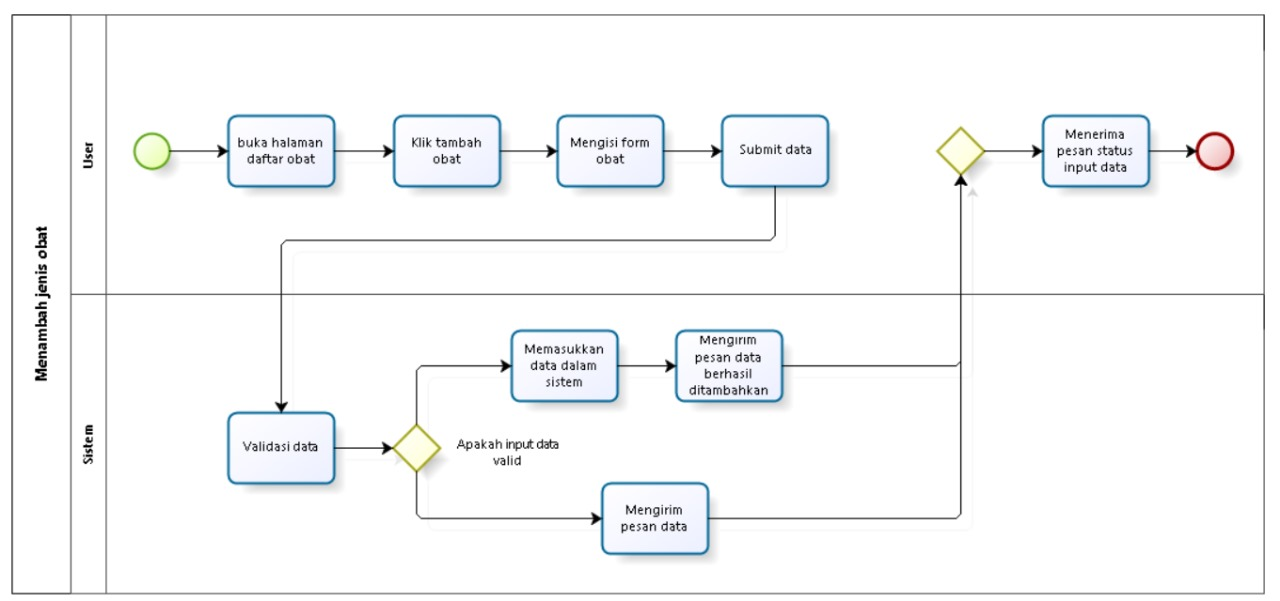 Menambah jenis obat
User
buka halaman
daftar obat
Klik tambah
obat
Mengisi form
obat
Submit data
Menerima
pesan status
input data
Sistem
Validasi data
Apakah input data
valid
Memasukkan
data dalam
sistem
Mengirim
pesan data
berhasil
ditambahkan
Mengirim
pesan data